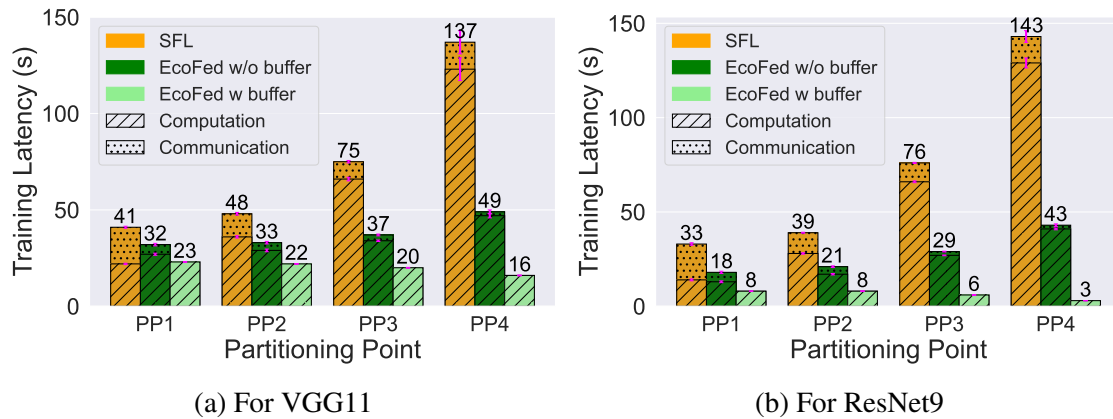 150
100
50
0
Training Latency (s)
SFL
EcoFed w/o buffer
EcoFed w buffer
Computation
Communication
41
32
23
48
33
22
75
37
20
137
49
16
PP1 PP2 PP3 PP4
Partitioning Point
(a) For VGG11
150
100
50
0
Training Latency (s)
SFL
EcoFed w/o buffer
EcoFed w buffer
Computation
Communication
33
18
8
39
21
8
76
29
6
143
43
3
PP1 PP2 PP3 PP4
Partitioning Point
(b) For ResNet9